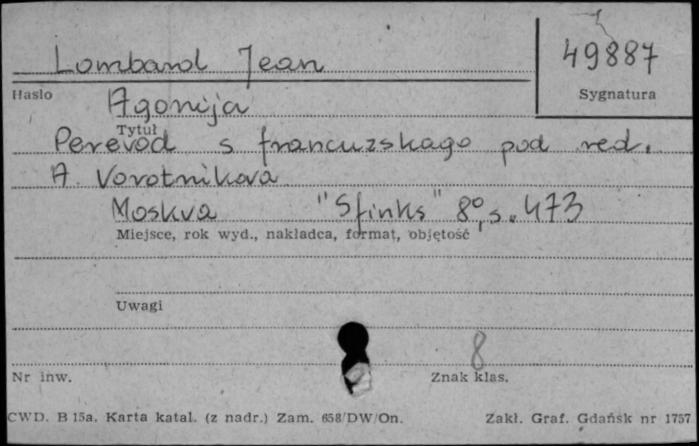 Lombard Jean
49887
Hasło
Sygnatura
Agonija
Tytuł
Perevod s francuzskago pod red.
A. Vorotnikova
Moskva "Sfinks" 8°, s. 473
Miejsce, rok wyd., nakładca, format, objętość
Uwagi
8
Nr inw.
Znak klas.
CWD. B 15a. Karta katal. (z nadr.) Zam. 658/DW/On.
Zakł. Graf. Gdańsk nr 1757